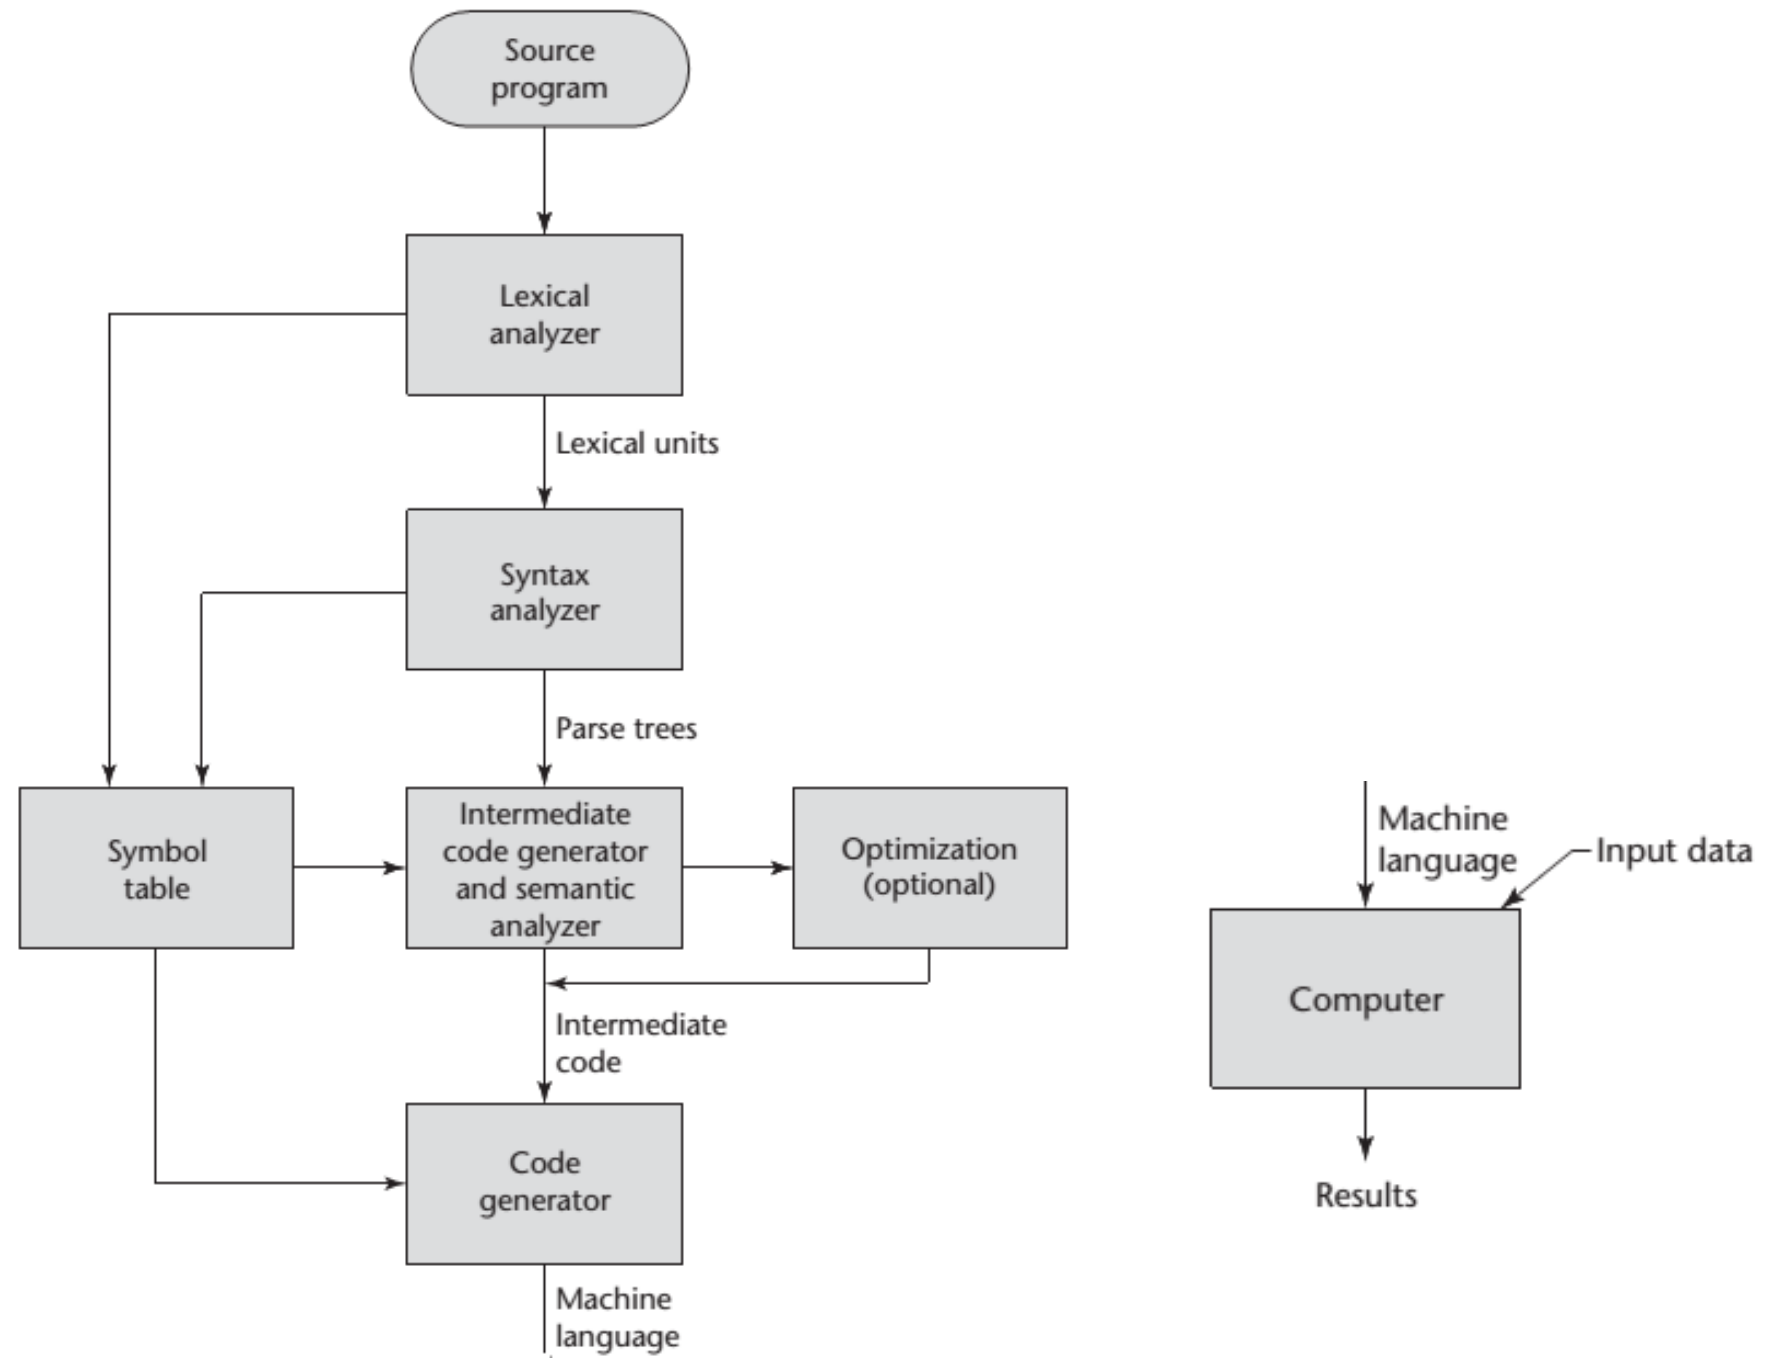 Source
program
Lexical
analyzer
Lexical units
Syntax
analyzer
Parse trees
Symbol
table
Intermediate
code generator
and semantic
analyzer
Optimization
(optional)
Intermediate
code
Code
generator
Machine
language
Machine
language
Input data
Computer
Results